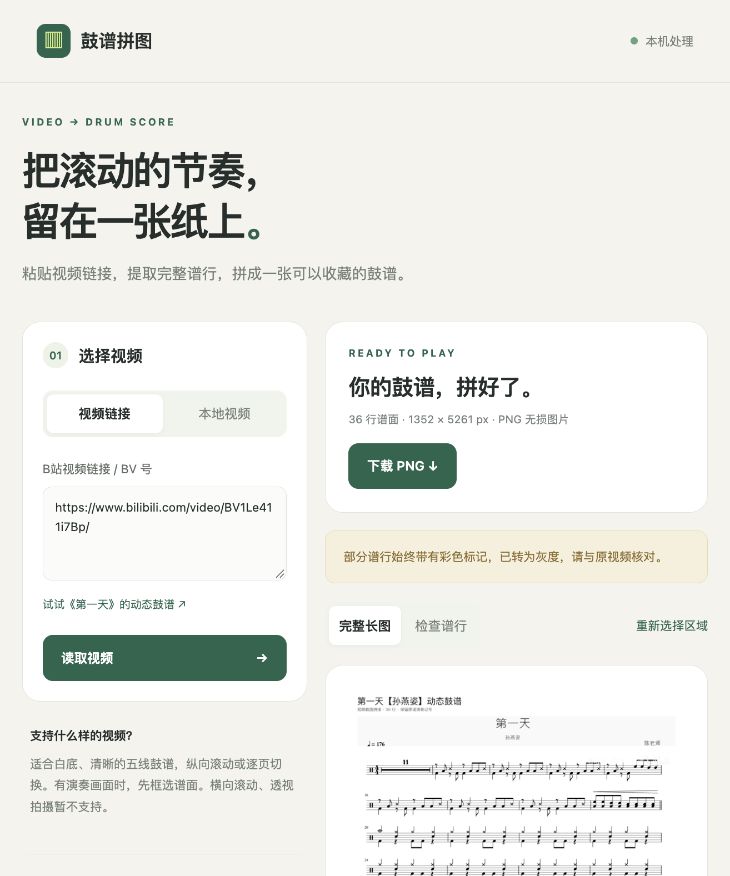 鼓谱拼图
本机处理
VIDEO → DRUM SCORE
把滚动的节奏,
留在一张纸上。
粘贴视频链接，提取完整谱行，拼成一张可以收藏的鼓谱。
01 选择视频
视频链接
本地视频
B站视频链接 / BV 号
https://www.bilibili.com/video/BV1Le41
1i7Bp/
试试《第一天》的动态鼓谱 ↗
读取视频 →
支持什么样的视频?
适合白底、清晰的五线鼓谱，纵向滚动或逐页切
换。有演奏画面时，先框选谱面。横向滚动、透视
拍摄暂不支持。
READY TO PLAY
你的鼓谱，拼好了。
36 行谱面 · 1352 × 5261 px · PNG 无损图片
下载 PNG ↓
部分谱行始终带有彩色标记，已转为灰度，请与原视频核对。
完整长图
检查谱行
重新选择区域
第一天【孙燕姿】动态鼓谱
第一天
孙燕姿
♩= 176
陈老师
11